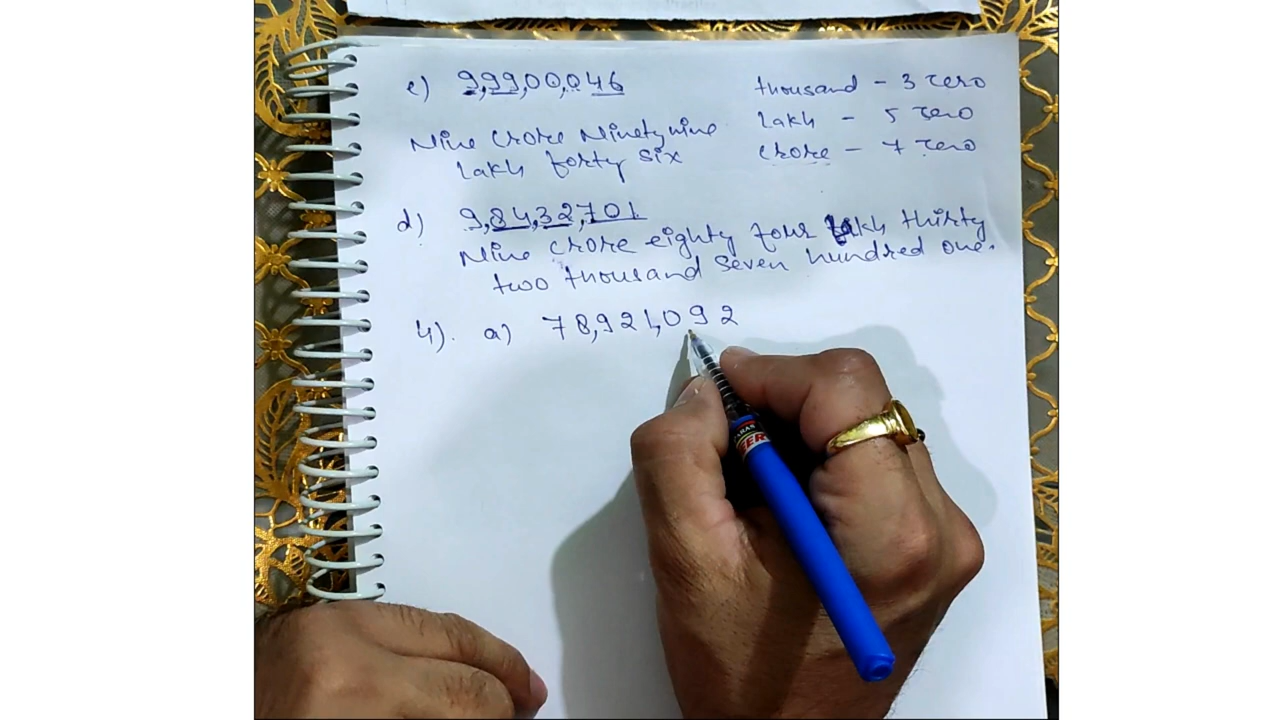 e) 9,99,00,046
thousand - 3 zero
lakh - 5 zero
crore - 7 zero
Nine crore Ninety nine
lakh forty six
d) 9,84,32,701
Nine crore eighty four lakh thirty
two thousand seven hundred one.
4). a) 78,921,092